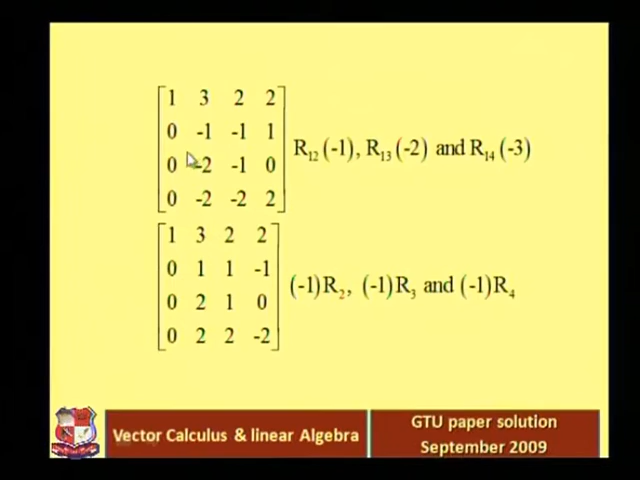 1 3 2 2
0 -1 -1 1
0 -2 -1 0
0 -2 -2 2
R₁₂(-1), R₁₃(-2) and R₁₄(-3)
1 3 2 2
0 1 1 -1
0 2 1 0
0 2 2 -2
(-1)R₂, (-1)R₃ and (-1)R₄
Vector Calculus & linear Algebra
GTU paper solution
September 2009